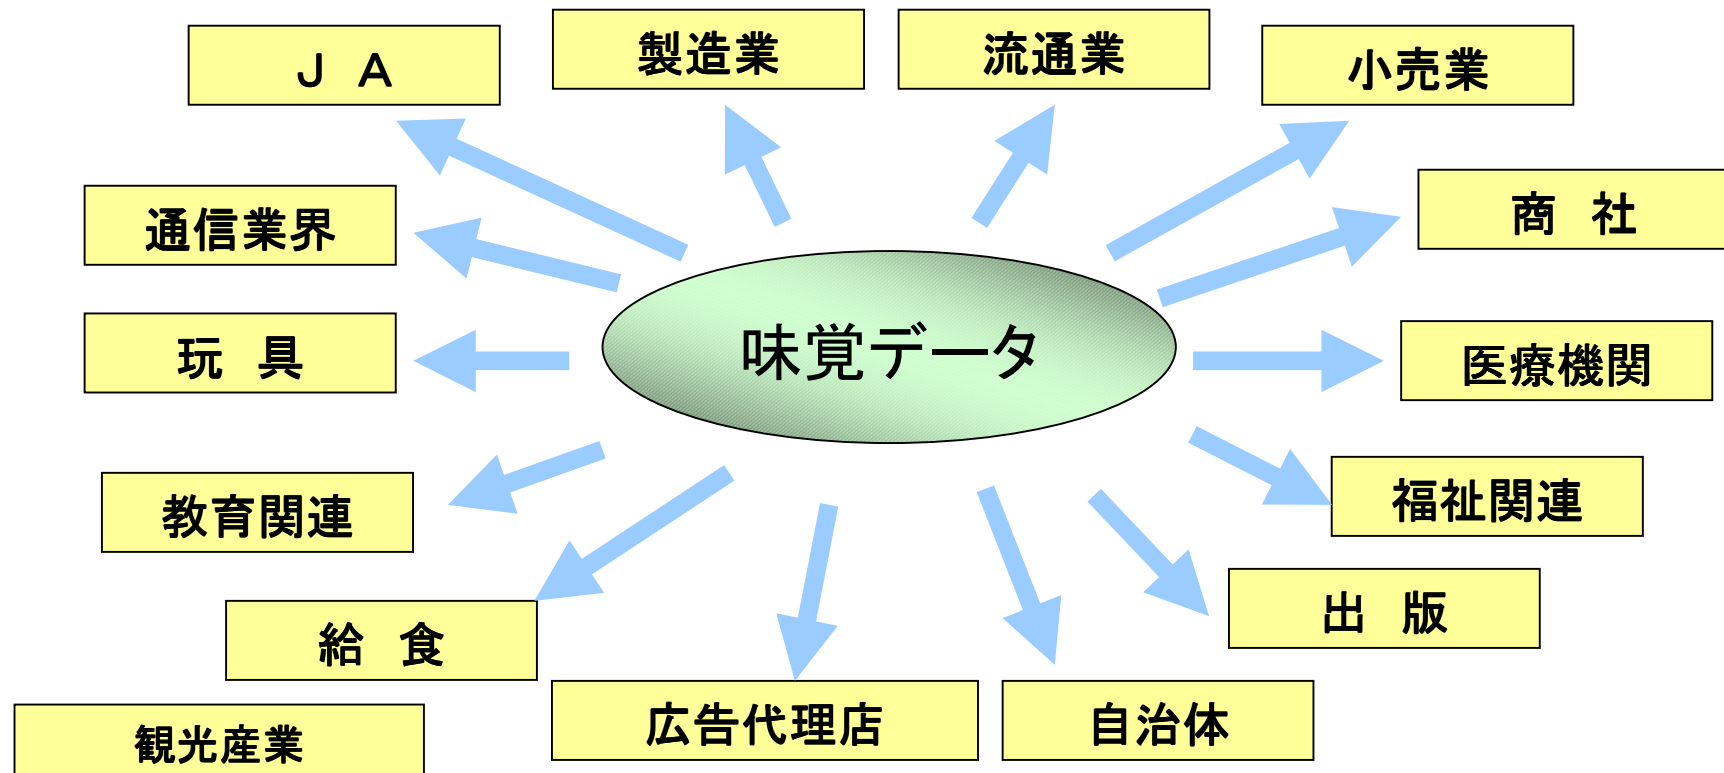 ＪＡ
製造業
流通業
小売業
通信業界
商　社
玩　具
味覚データ
医療機関
教育関連
福祉関連
給　食
出　版
広告代理店
自治体
観光産業